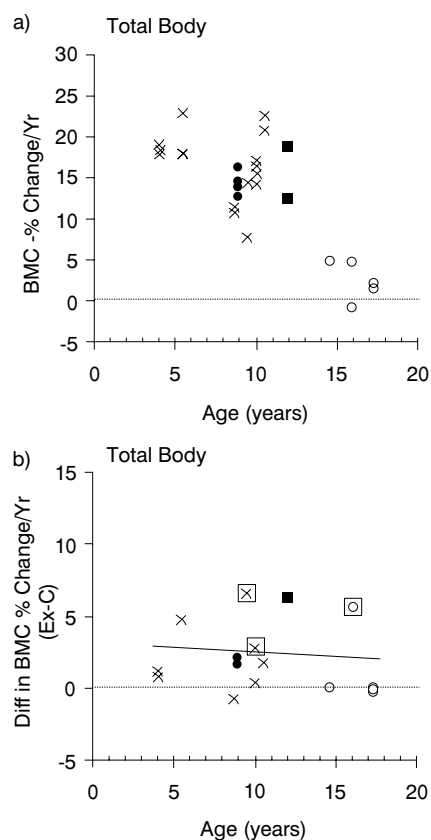 a)
Total Body
25
20
15
10
5
0
-5
BMC -% Change/Yr
0 5 10 15 20
Age (years)
b)
Total Body
15
10
5
0
-5
Diff in BMC % Change/Yr
(Ex-C)
0 5 10 15 20
Age (years)